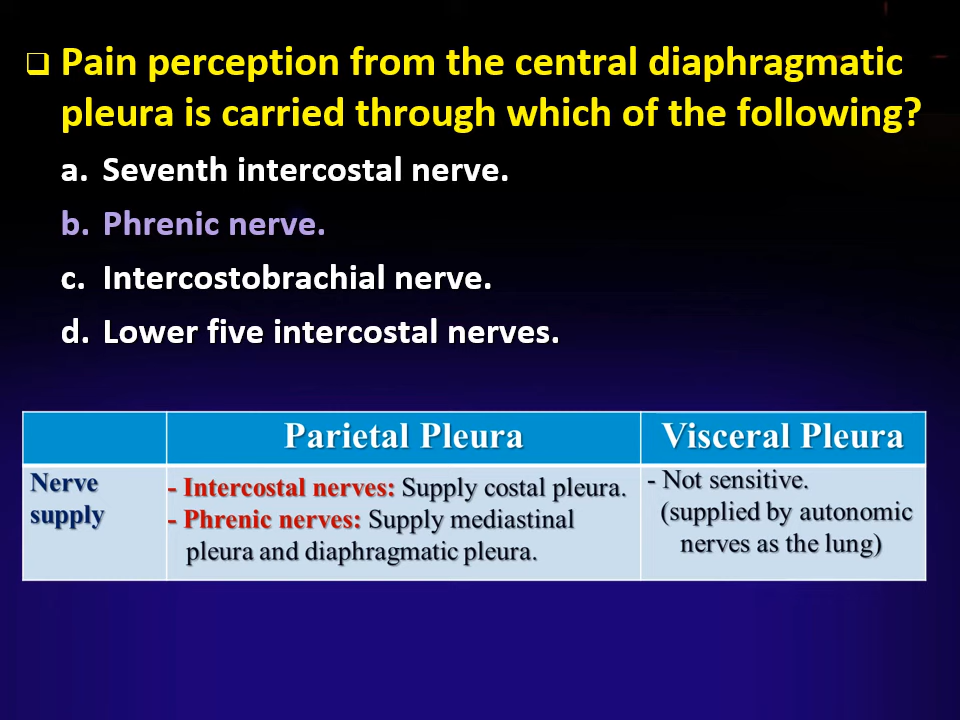 Pain perception from the central diaphragmatic
pleura is carried through which of the following?
a. Seventh intercostal nerve.
b. Phrenic nerve.
c. Intercostobrachial nerve.
d. Lower five intercostal nerves.
Parietal Pleura
Visceral Pleura
Nerve
supply
- Intercostal nerves: Supply costal pleura.
- Phrenic nerves: Supply mediastinal
pleura and diaphragmatic pleura.
- Not sensitive.
(supplied by autonomic
nerves as the lung)